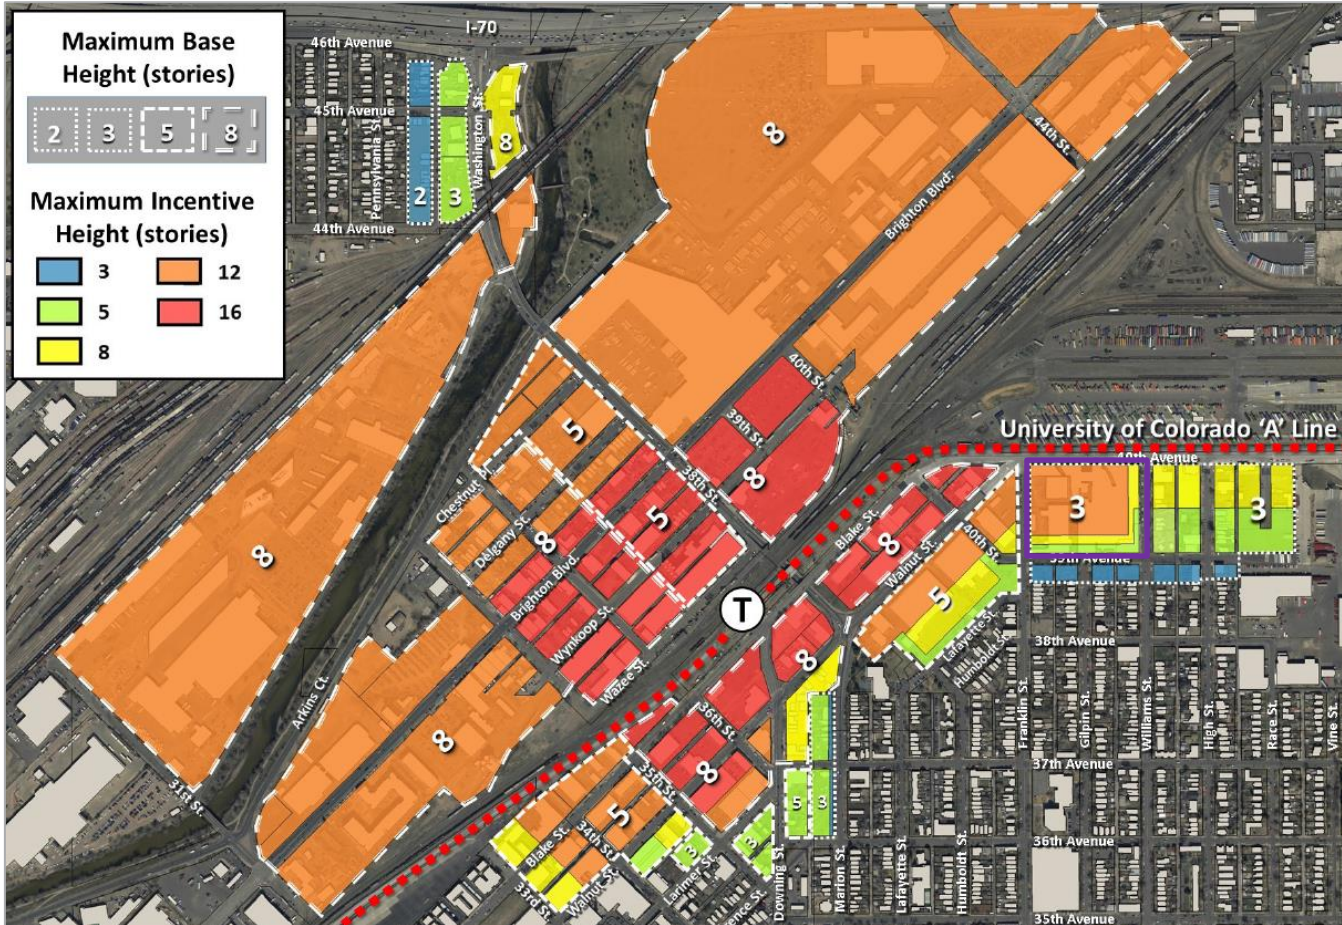 Maximum Base
Height (stories)
2 3 5 8
Maximum Incentive
Height (stories)
3 12
5 16
8
I-70
46th Avenue
45th Avenue
44th Avenue
Pennsylvania St.
Washington St.
2
3
8
8
44th St.
Brighton Blvd.
40th St.
39th St.
38th St.
8
5
Chestnut Pl.
Delgany St.
8
5
Brighton Blvd.
Wynkoop St.
Wazee St.
8
Arkins Ct.
31st St.
8
University of Colorado 'A' Line
40th Avenue
T
Blake St.
8
Walnut St.
40th St.
5
Lafayette St.
Humboldt St.
3
3
39th Avenue
38th Avenue
37th Avenue
36th Avenue
35th Avenue
Franklin St.
Gilpin St.
Williams St.
High St.
Race St.
Vine St.
8
36th St.
8
35th St.
5
34th St.
Blake St.
33rd St.
Walnut St.
Larimer St.
3
3
5
3
Downing St.
Marion St.
Lafayette St.
Humboldt St.